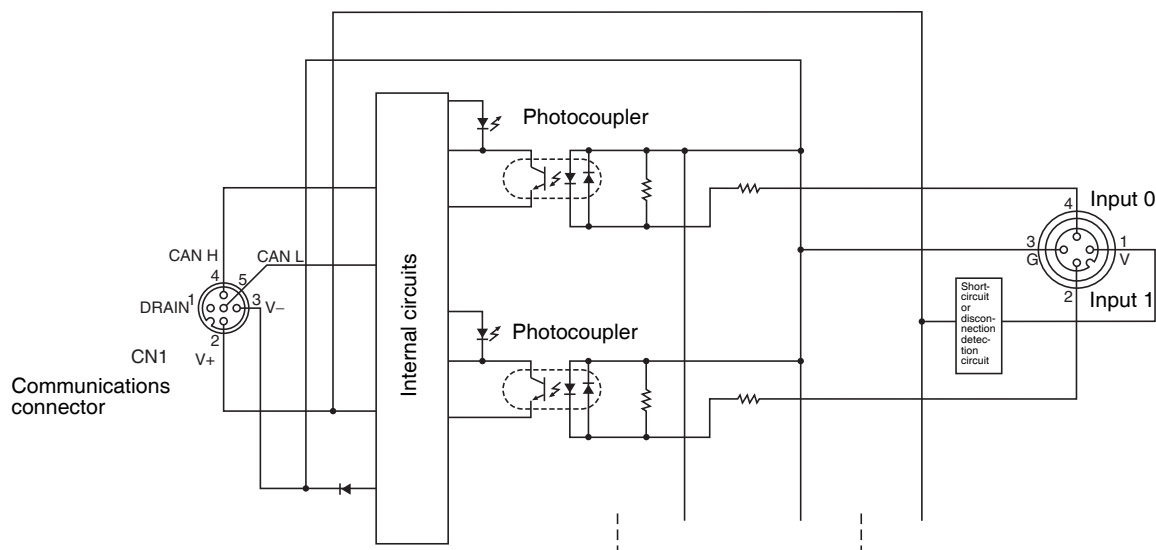 Photocoupler
Input 0
4
3
G
1
V
2
Input 1
CAN H
4
CAN L
5
DRAIN
1
3
V–
2
CN1
V+
Communications
connector
Internal circuits
Photocoupler
Short-
circuit
or
discon-
nection
detec-
tion
circuit